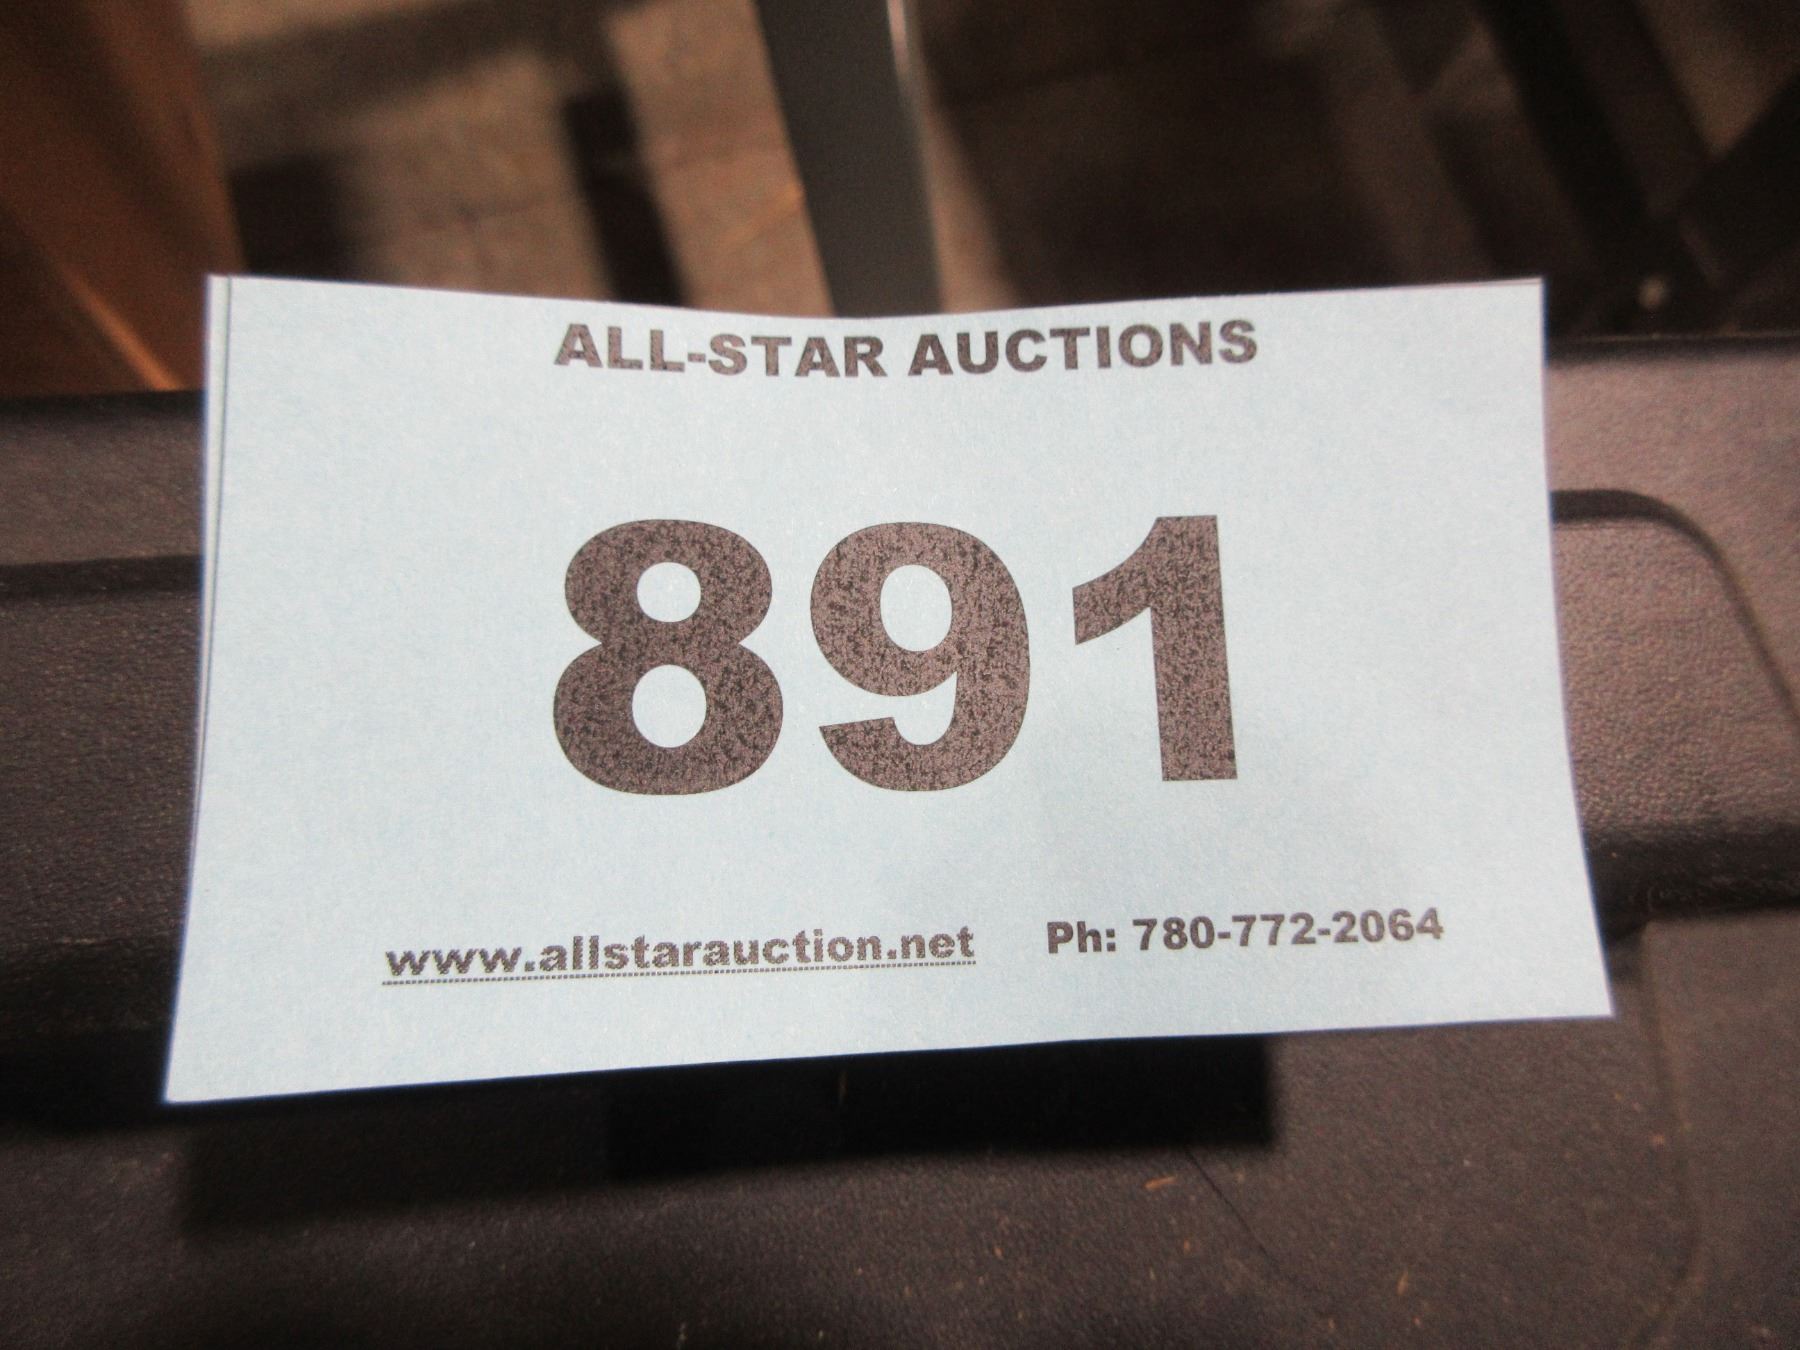 ALL-STAR AUCTIONS
891
www.allstarauction.net Ph: 780-772-2064